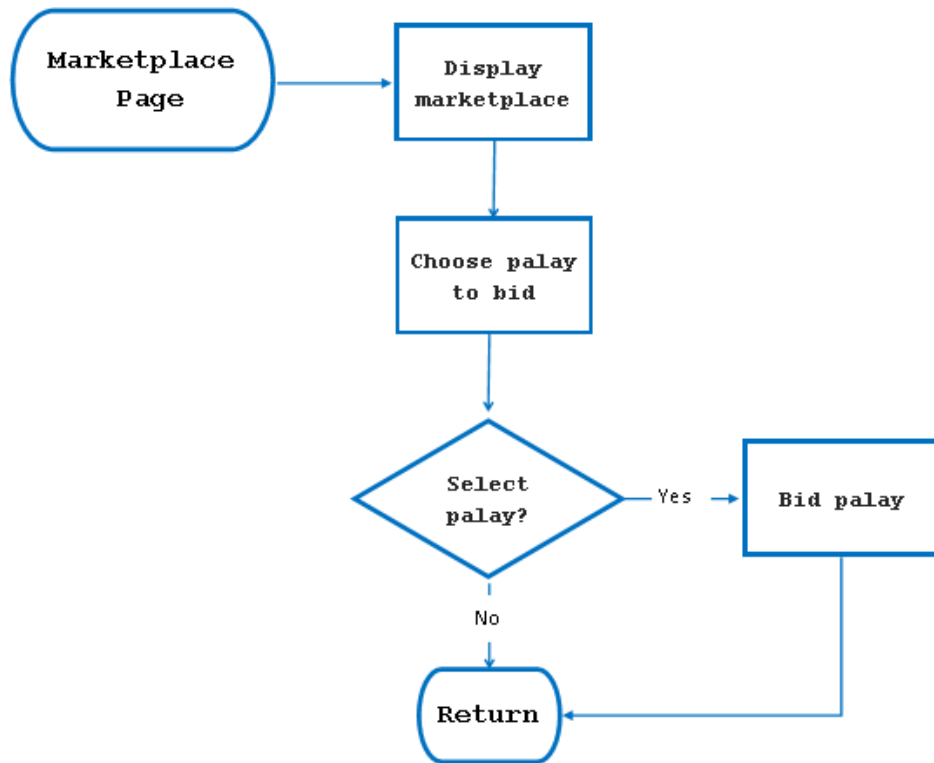 Marketplace
Page
Display
marketplace
Choose palay
to bid
Select
palay?
Yes
Bid palay
No
Return